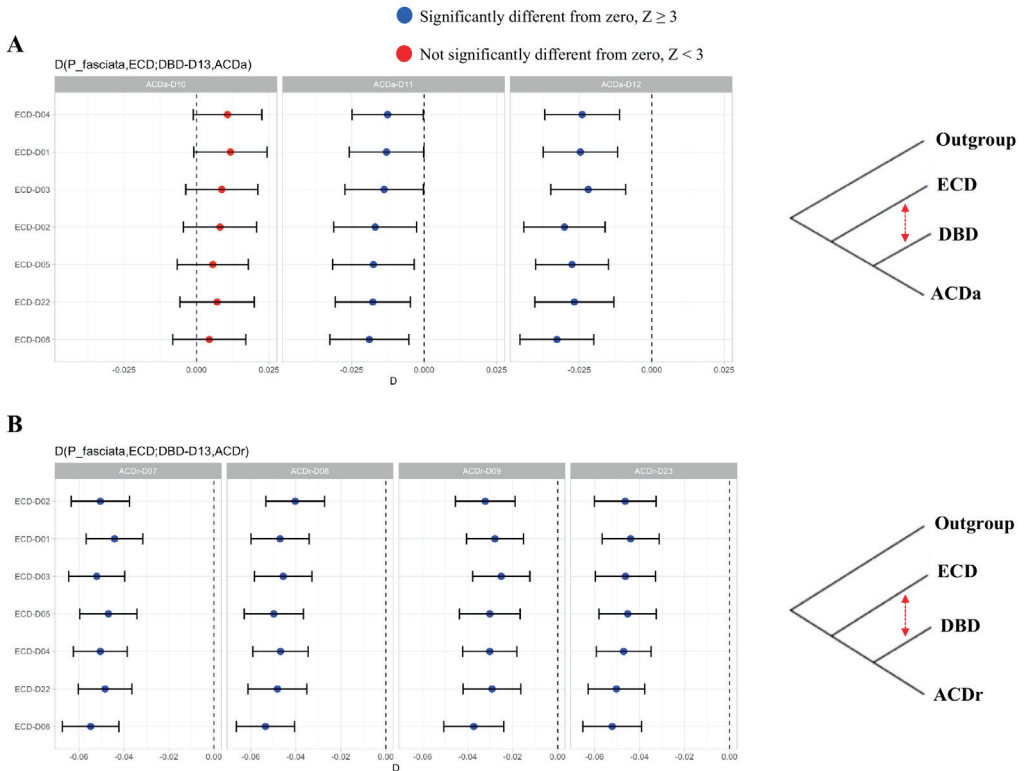 Significantly different from zero, Z ≥ 3
Not significantly different from zero, Z < 3
A
D(P_fasciata,ECD;DBD-D13,ACDa)
ACDa-D10 ACDa-D11 ACDa-D12
ECD-D04
ECD-D01
ECD-D03
ECD-D02
ECD-D05
ECD-D22
ECD-D06
-0.025 0.000 0.025 -0.025 0.000 0.025 -0.025 0.000 0.025
D
Outgroup
ECD
DBD
ACDa
B
D(P_fasciata,ECD;DBD-D13,ACDr)
ACDr-D07 ACDr-D08 ACDr-D09 ACDr-D23
ECD-D02
ECD-D01
ECD-D03
ECD-D05
ECD-D04
ECD-D22
ECD-D06
-0.06 -0.04 -0.02 0.00 -0.06 -0.04 -0.02 0.00 -0.06 -0.04 -0.02 0.00 -0.06 -0.04 -0.02 0.00
D
Outgroup
ECD
DBD
ACDr